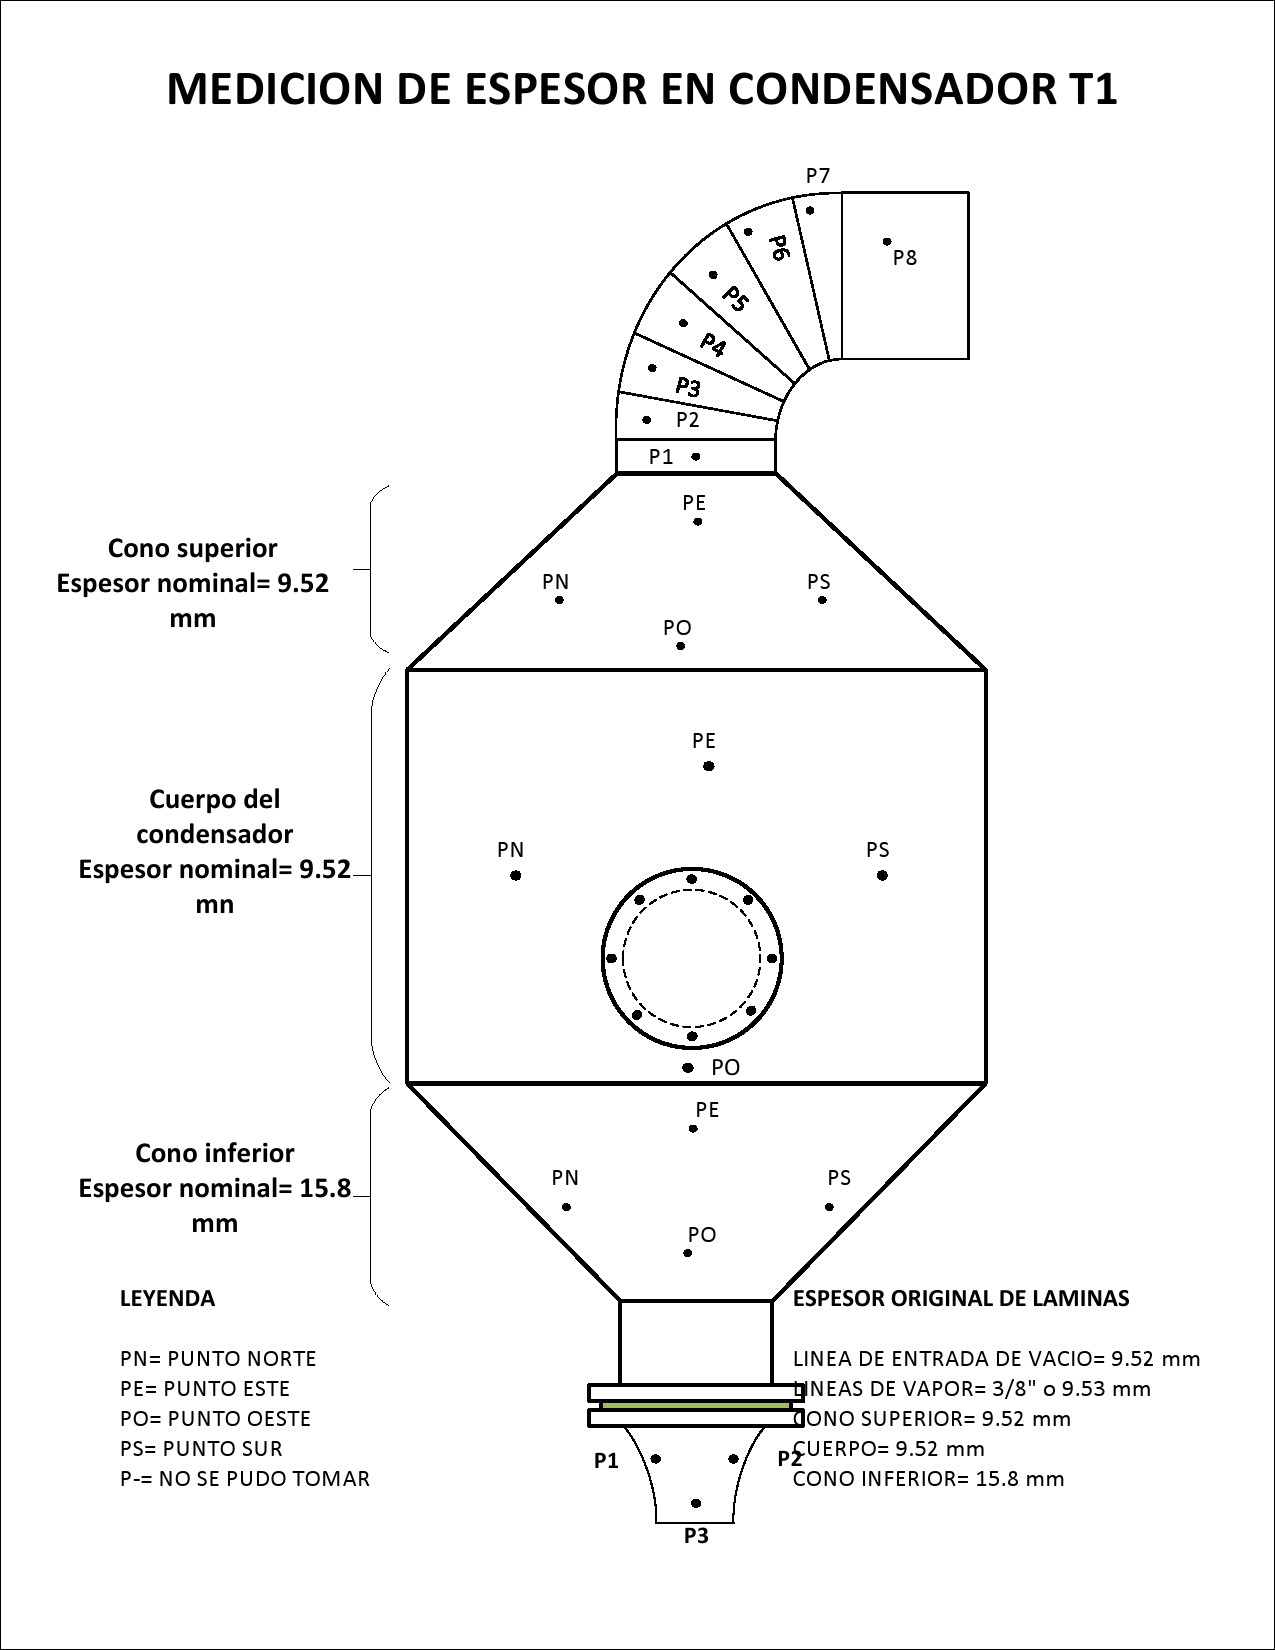 MEDICION DE ESPESOR EN CONDENSADOR T1
P7
P6
P8
P5
P4
P3
P2
P1
PE
Cono superior
Espesor nominal= 9.52
mm
PN
PS
PO
PE
Cuerpo del
condensador
Espesor nominal= 9.52
mn
PN
PS
PO
PE
Cono inferior
Espesor nominal= 15.8
mm
PN
PS
PO
LEYENDA
PN= PUNTO NORTE
PE= PUNTO ESTE
PO= PUNTO OESTE
PS= PUNTO SUR
P-= NO SE PUDO TOMAR
ESPESOR ORIGINAL DE LAMINAS
LINEA DE ENTRADA DE VACIO= 9.52 mm
LINEAS DE VAPOR= 3/8" o 9.53 mm
CONO SUPERIOR= 9.52 mm
CUERPO= 9.52 mm
CONO INFERIOR= 15.8 mm
P1
P2
P3